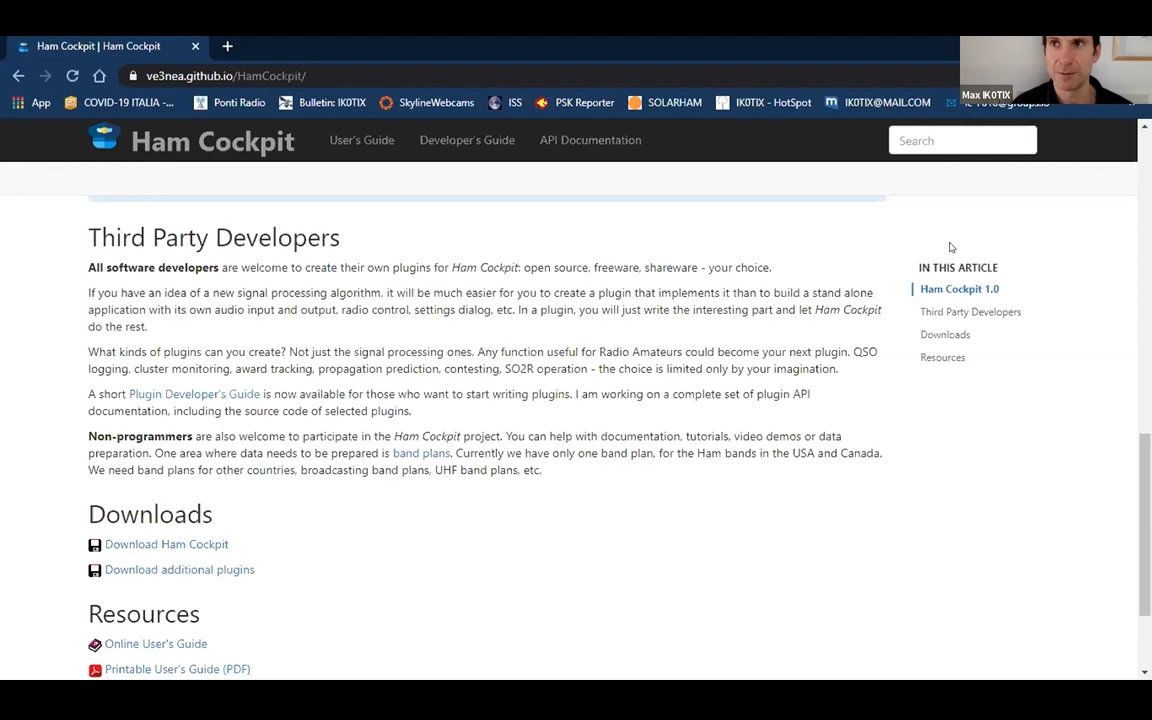 Ham Cockpit | Ham Cockpit
ve3nea.github.io/HamCockpit/
App COVID-19 ITALIA -... Ponti Radio Bulletin: IK0TIX SkylineWebcams ISS PSK Reporter SOLARHAM IK0TIX - HotSpot IK0TIX@MAIL.COM
Max IK0TIX
Ham Cockpit User's Guide Developer's Guide API Documentation Search
Third Party Developers
All software developers are welcome to create their own plugins for Ham Cockpit: open source, freeware, shareware - your choice.
If you have an idea of a new signal processing algorithm, it will be much easier for you to create a plugin that implements it than to build a stand alone
application with its own audio input and output, radio control, settings dialog, etc. In a plugin, you will just write the interesting part and let Ham Cockpit
do the rest.
What kinds of plugins can you create? Not just the signal processing ones. Any function useful for Radio Amateurs could become your next plugin. QSO
logging, cluster monitoring, award tracking, propagation prediction, contesting, SO2R operation - the choice is limited only by your imagination.
A short Plugin Developer's Guide is now available for those who want to start writing plugins. I am working on a complete set of plugin API
documentation, including the source code of selected plugins.
Non-programmers are also welcome to participate in the Ham Cockpit project. You can help with documentation, tutorials, video demos or data
preparation. One area where data needs to be prepared is band plans. Currently we have only one band plan, for the Ham bands in the USA and Canada.
We need band plans for other countries, broadcasting band plans, UHF band plans, etc.
Downloads
Download Ham Cockpit
Download additional plugins
Resources
Online User's Guide
Printable User's Guide (PDF)
IN THIS ARTICLE
Ham Cockpit 1.0
Third Party Developers
Downloads
Resources